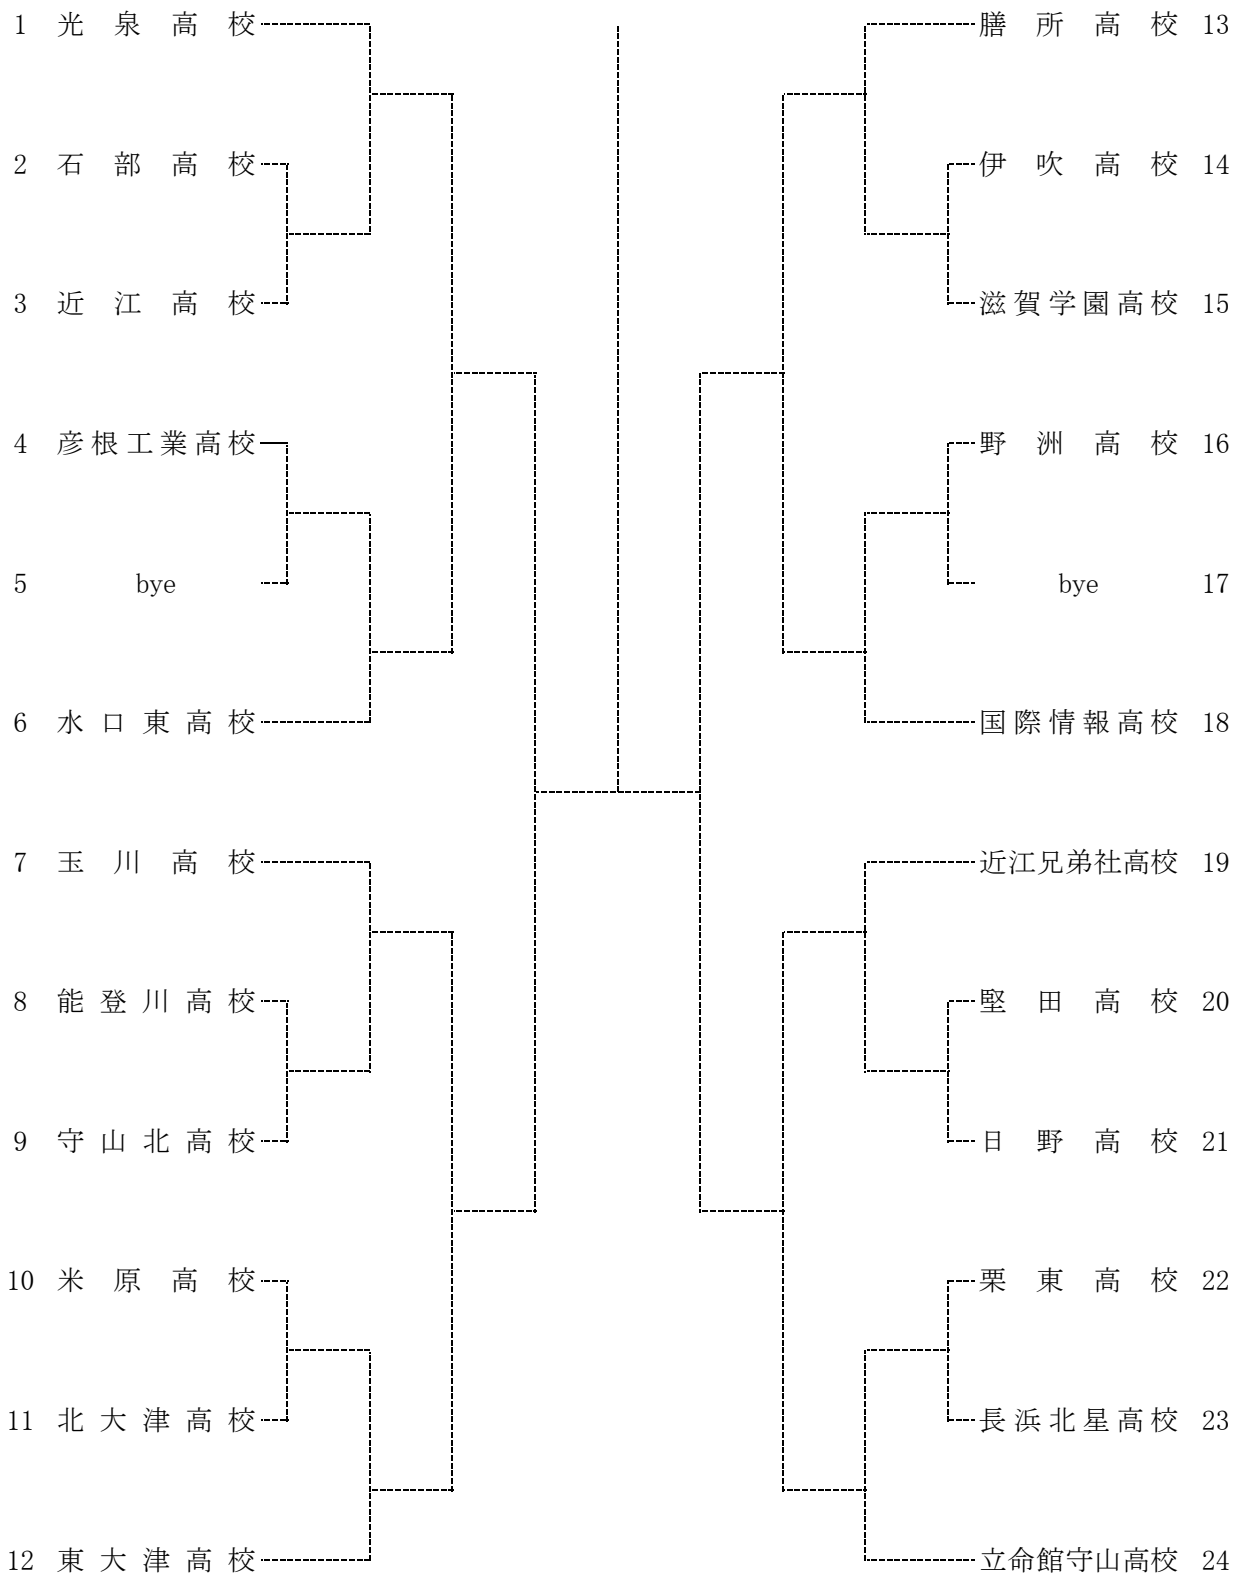 1 光泉高校
2 石部高校
3 近江高校
4 彦根工業高校
5 bye
6 水口東高校
7 玉川高校
8 能登川高校
9 守山北高校
10 米原高校
11 北大津高校
12 東大津高校
膳所高校 13
伊吹高校 14
滋賀学園高校 15
野洲高校 16
bye 17
国際情報高校 18
近江兄弟社高校 19
堅田高校 20
日野高校 21
栗東高校 22
長浜北星高校 23
立命館守山高校 24